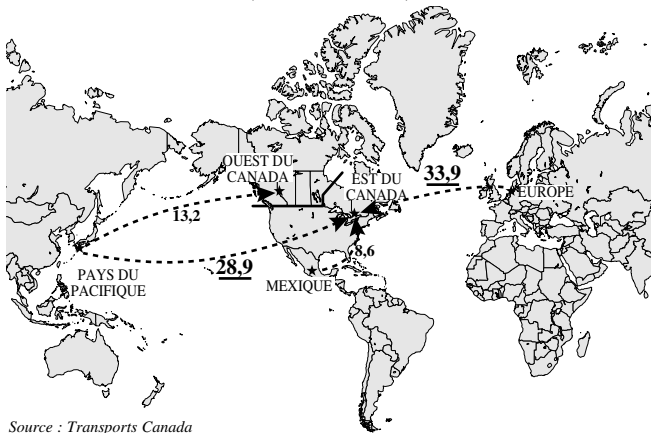 OUEST DU
CANADA
EST DU
CANADA
33,9
EUROPE
13,2
8,6
28,9
PAYS DU
PACIFIQUE
MEXIQUE
Source : Transports Canada